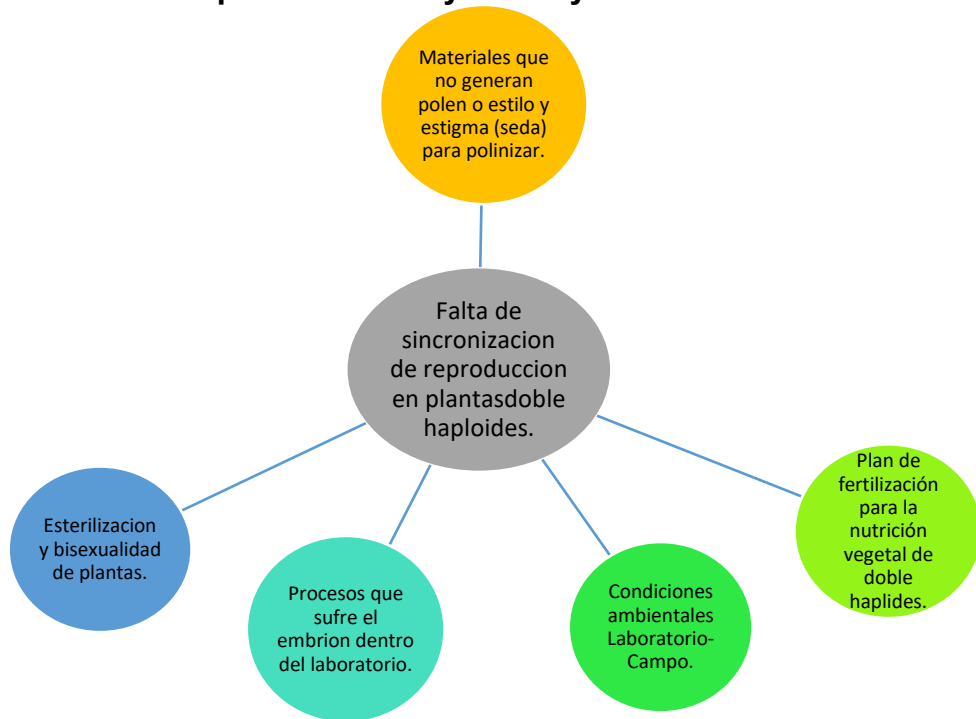 Materiales que
no generan
polen o estilo y
estigma (seda)
para polinizar.
Falta de
sincronizacion
de reproduccion
en plantasdoble
haploides.
Esterilizacion
y bisexualidad
de plantas.
Procesos que
sufre el
embrion dentro
del laboratorio.
Condiciones
ambientales
Laboratorio-
Campo.
Plan de
fertilización
para la
nutrición
vegetal de
doble
haplides.